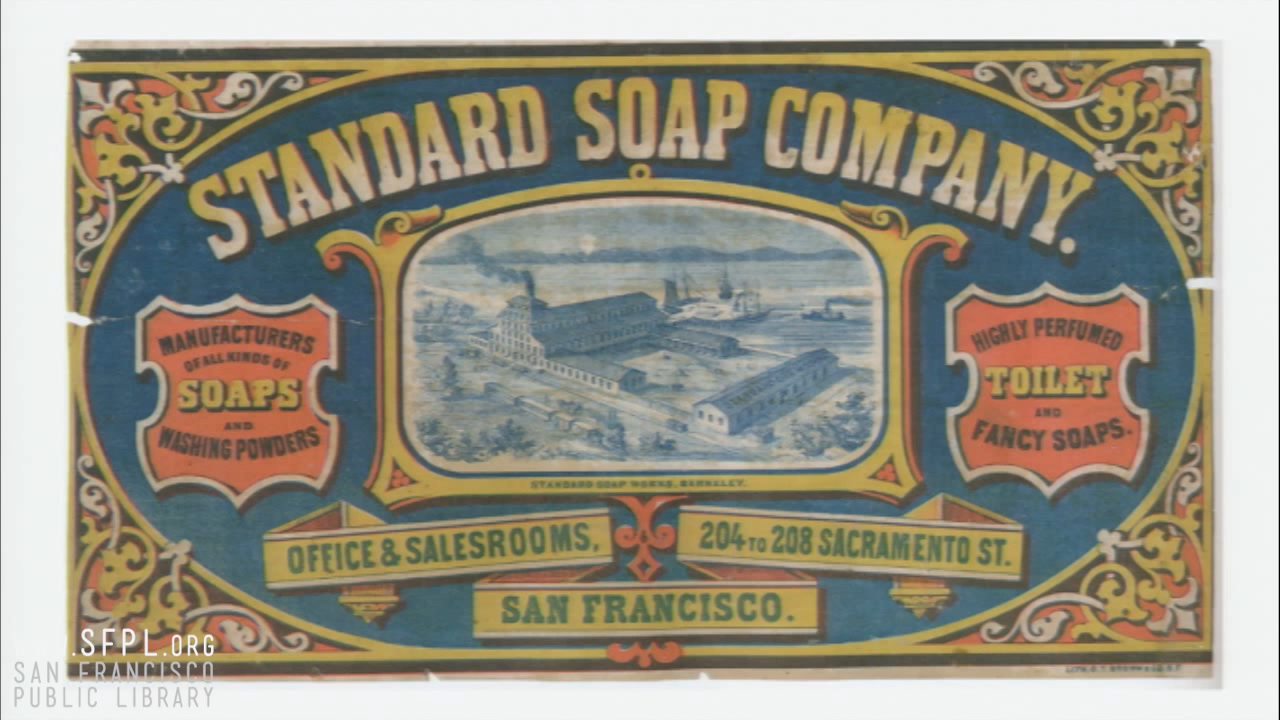 STANDARD SOAP COMPANY.
MANUFACTURERS
OF ALL KINDS OF
SOAPS
AND
WASHING POWDERS
HIGHLY PERFUMED
TOILET
AND
FANCY SOAPS.
STANDARD SOAP WORKS, BERKELEY.
OFFICE & SALESROOMS,
204 TO 208 SACRAMENTO ST.
SAN FRANCISCO.
LITH.
.SFPL.ORG
SAN FRANCISCO
PUBLIC LIBRARY